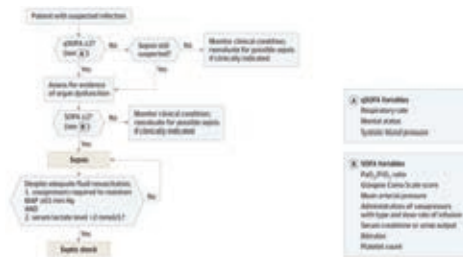 Patient with suspected infection
qSOFA ≥2?
(see A)
No
Sepsis still
suspected?
No
Monitor clinical condition;
reevaluate for possible sepsis
if clinically indicated
Yes
Yes
Assess for evidence
of organ dysfunction
SOFA ≥2?
(see B)
No
Monitor clinical condition;
reevaluate for possible sepsis
if clinically indicated
Yes
Sepsis
Despite adequate fluid resuscitation,
1. vasopressors required to maintain
MAP ≥65 mm Hg
AND
2. serum lactate level >2 mmol/L?
No
Yes
Septic shock
A qSOFA Variables
Respiratory rate
Mental status
Systolic blood pressure
B SOFA Variables
PaO2/FiO2 ratio
Glasgow Coma Scale score
Mean arterial pressure
Administration of vasopressors
with type and dose rate of infusion
Serum creatinine or urine output
Bilirubin
Platelet count